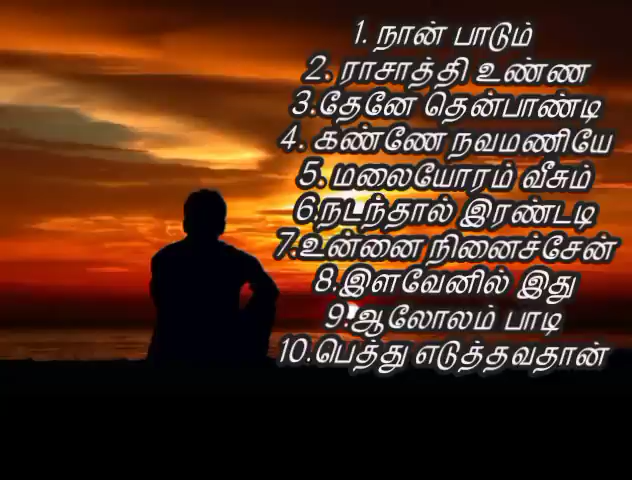 1. நான் பாடும்
2. ராசாத்தி உண்ண
3.தேனே தென்பாண்டி
4. கண்ணே நவமணியே
5. மலையோரம் வீசும்
6.நடந்தால் இரண்டடி
7.உன்னை நினைச்சேன்
8.இளவேனில் இது
9.ஆலோலம் பாடி
10.பெத்து எடுத்தவதான்